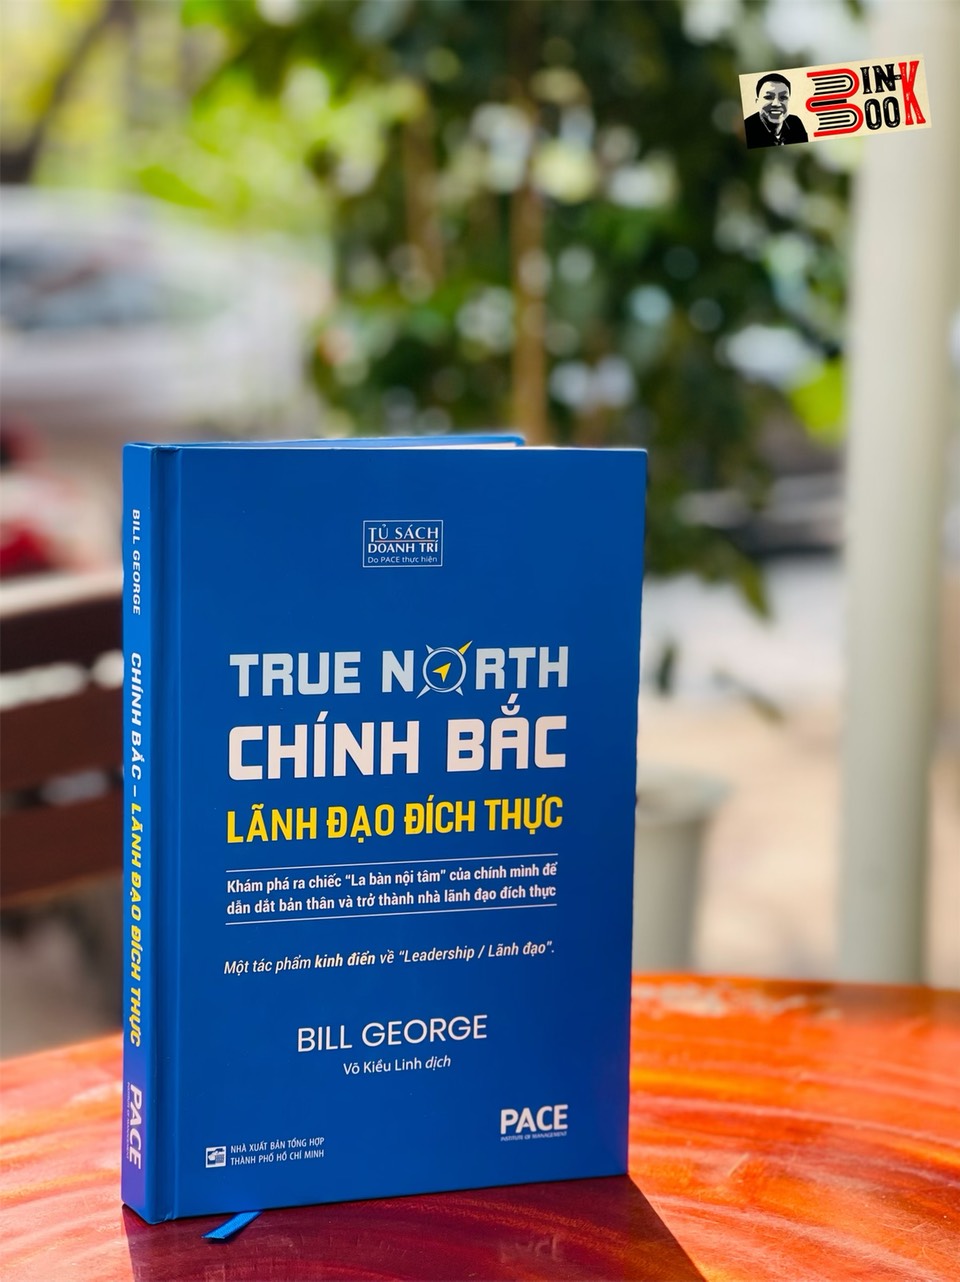 BIN-K
BOOK
TỦ SÁCH
DOANH TRÍ
Do PACE thực hiện
TRUE NORTH
CHÍNH BẮC
LÃNH ĐẠO ĐÍCH THỰC
Khám phá ra chiếc “La bàn nội tâm” của chính mình để
dẫn dắt bản thân và trở thành nhà lãnh đạo đích thực
Một tác phẩm kinh điển về “Leadership / Lãnh đạo”.
BILL GEORGE
Võ Kiều Linh dịch
PACE
INSTITUTE OF MANAGEMENT
NHÀ XUẤT BẢN TỔNG HỢP
THÀNH PHỐ HỒ CHÍ MINH
BILL GEORGE
CHÍNH BẮC – LÃNH ĐẠO ĐÍCH THỰC
PACE